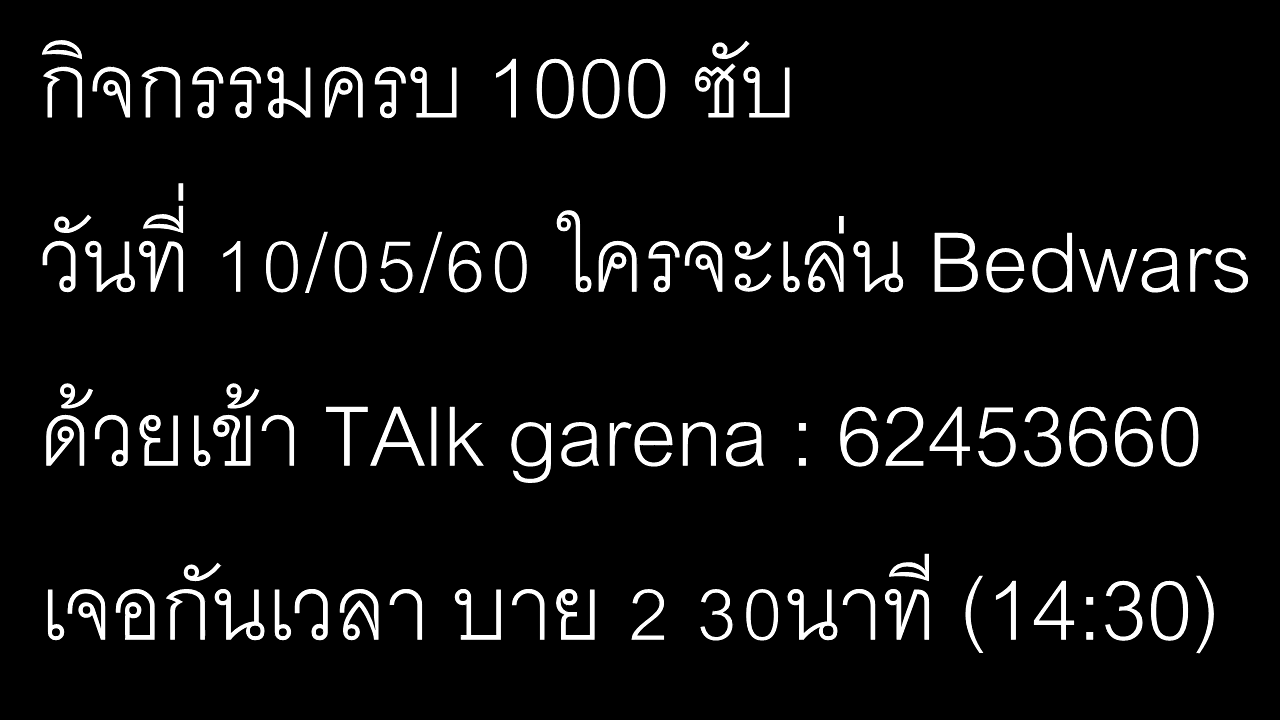 กิจกรรมครบ 1000 ซับ
วันที่ 10/05/60 ใครจะเล่น Bedwars
ด้วยเข้า TAlk garena : 62453660
เจอกันเวลา บาย 2 30นาที (14:30)